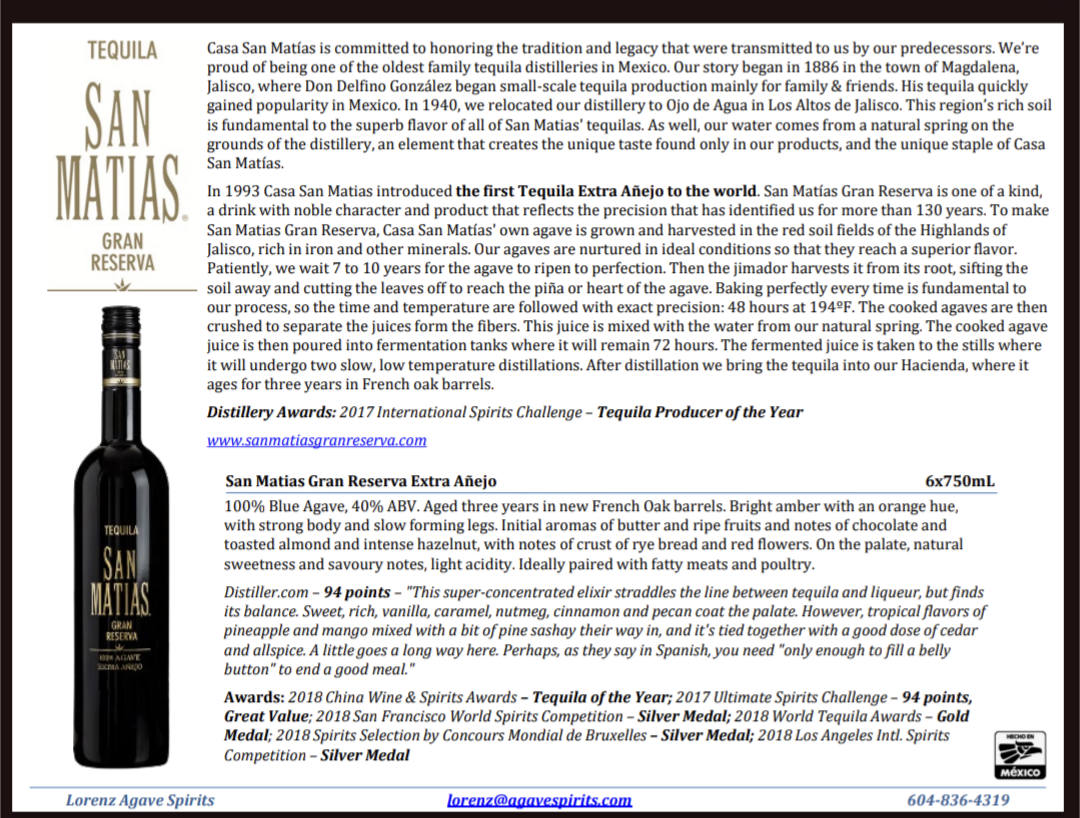 TEQUILA
SAN
MATIAS®
GRAN
RESERVA
Casa San Matías is committed to honoring the tradition and legacy that were transmitted to us by our predecessors. We're
proud of being one of the oldest family tequila distilleries in Mexico. Our story began in 1886 in the town of Magdalena,
Jalisco, where Don Delfino González began small-scale tequila production mainly for family & friends. His tequila quickly
gained popularity in Mexico. In 1940, we relocated our distillery to Ojo de Agua in Los Altos de Jalisco. This region's rich soil
is fundamental to the superb flavor of all of San Matias' tequilas. As well, our water comes from a natural spring on the
grounds of the distillery, an element that creates the unique taste found only in our products, and the unique staple of Casa
San Matías.
In 1993 Casa San Matias introduced the first Tequila Extra Añejo to the world. San Matías Gran Reserva is one of a kind,
a drink with noble character and product that reflects the precision that has identified us for more than 130 years. To make
San Matias Gran Reserva, Casa San Matías' own agave is grown and harvested in the red soil fields of the Highlands of
Jalisco, rich in iron and other minerals. Our agaves are nurtured in ideal conditions so that they reach a superior flavor.
Patiently, we wait 7 to 10 years for the agave to ripen to perfection. Then the jimador harvests it from its root, sifting the
soil away and cutting the leaves off to reach the piña or heart of the agave. Baking perfectly every time is fundamental to
our process, so the time and temperature are followed with exact precision: 48 hours at 194ºF. The cooked agaves are then
crushed to separate the juices form the fibers. This juice is mixed with the water from our natural spring. The cooked agave
juice is then poured into fermentation tanks where it will remain 72 hours. The fermented juice is taken to the stills where
it will undergo two slow, low temperature distillations. After distillation we bring the tequila into our Hacienda, where it
ages for three years in French oak barrels.
Distillery Awards: 2017 International Spirits Challenge – Tequila Producer of the Year
www.sanmatiasgranreserva.com
San Matias Gran Reserva Extra Añejo 6x750mL
100% Blue Agave, 40% ABV. Aged three years in new French Oak barrels. Bright amber with an orange hue,
with strong body and slow forming legs. Initial aromas of butter and ripe fruits and notes of chocolate and
toasted almond and intense hazelnut, with notes of crust of rye bread and red flowers. On the palate, natural
sweetness and savoury notes, light acidity. Ideally paired with fatty meats and poultry.
Distiller.com – 94 points – "This super-concentrated elixir straddles the line between tequila and liqueur, but finds
its balance. Sweet, rich, vanilla, caramel, nutmeg, cinnamon and pecan coat the palate. However, tropical flavors of
pineapple and mango mixed with a bit of pine sashay their way in, and it's tied together with a good dose of cedar
and allspice. A little goes a long way here. Perhaps, as they say in Spanish, you need "only enough to fill a belly
button" to end a good meal."
Awards: 2018 China Wine & Spirits Awards – Tequila of the Year; 2017 Ultimate Spirits Challenge – 94 points,
Great Value; 2018 San Francisco World Spirits Competition – Silver Medal; 2018 World Tequila Awards – Gold
Medal; 2018 Spirits Selection by Concours Mondial de Bruxelles – Silver Medal; 2018 Los Angeles Intl. Spirits
Competition – Silver Medal
SAN
MATIAS
TEQUILA
SAN
MATIAS
GRAN
RESERVA
100% AGAVE
EXTRA AÑEJO
HECHO EN
MÉXICO
Lorenz Agave Spirits lorenz@agavespirits.com 604-836-4319